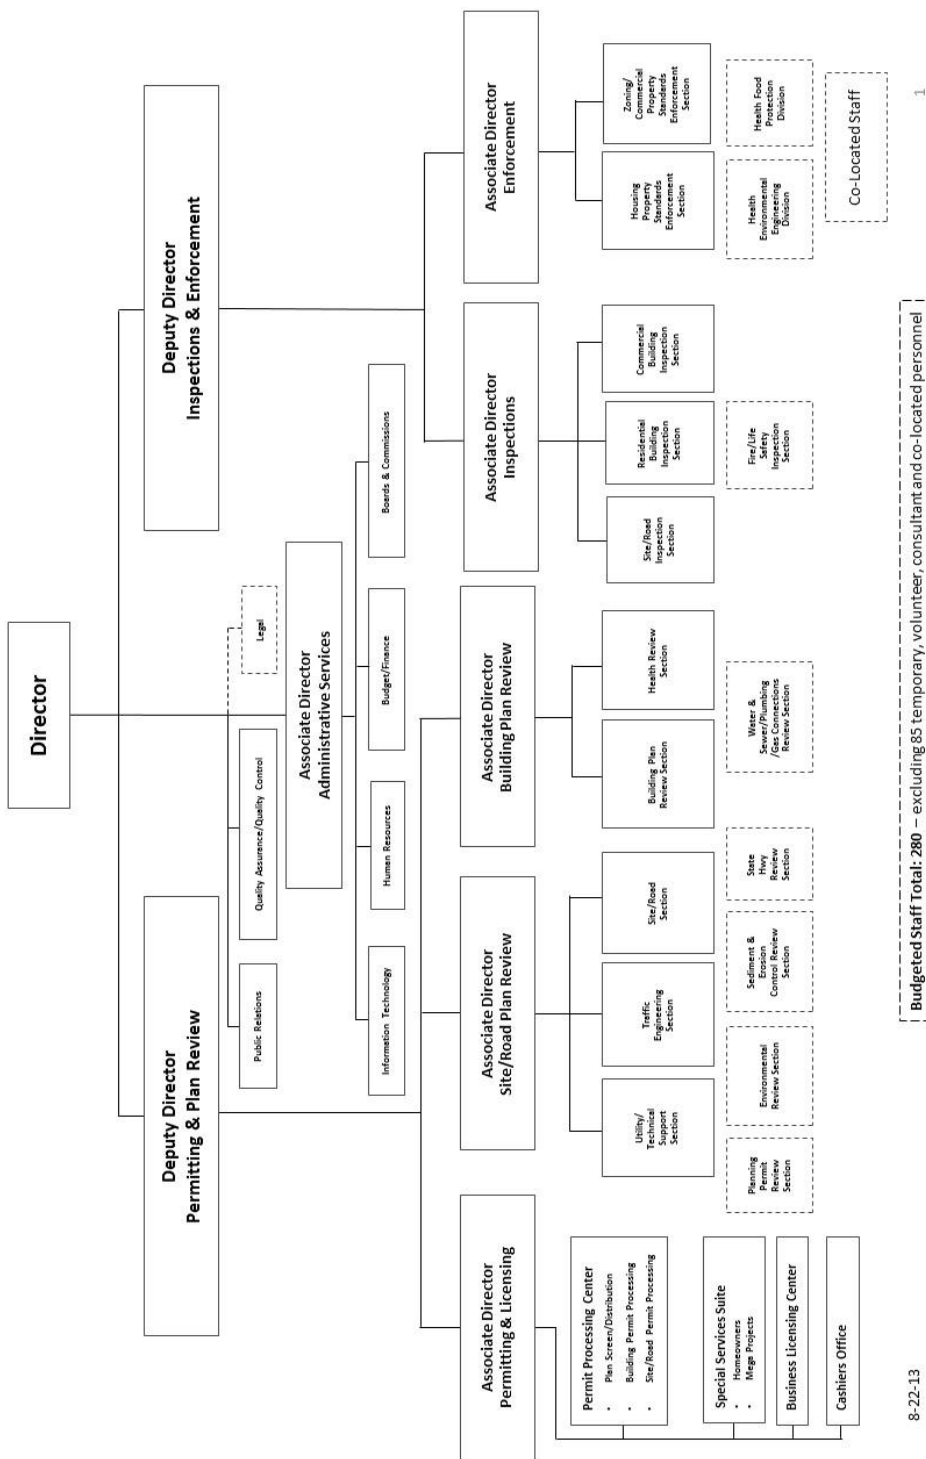 Director
Deputy Director
Permitting & Plan Review
Deputy Director
Inspections & Enforcement
Public Relations
Quality Assurance/Quality Control
Legal
Associate Director
Administrative Services
Information Technology
Human Resources
Budget/Finance
Boards & Commissions
Associate Director
Permitting & Licensing
Associate Director
Site/Road Plan Review
Associate Director
Building Plan Review
Associate Director
Inspections
Associate Director
Enforcement
Permit Processing Center
• Plan Screen/Distribution
• Building Permit Processing
• Site/Road Permit Processing
Special Services Suite
• Homeowners
• Mega Projects
Business Licensing Center
Cashiers Office
Utility/
Technical
Support
Section
Traffic
Engineering
Section
Site/Road
Section
Building Plan
Review Section
Health Review
Section
Site/Road
Inspection
Section
Residential
Building
Inspection
Section
Commercial
Building
Inspection
Section
Housing
Property
Standards
Enforcement
Section
Zoning/
Commercial
Property
Standards
Enforcement
Section
Planning
Permit
Review
Section
Environmental
Review Section
Sediment &
Erosion
Control Review
Section
State
Hwy
Review
Section
Water &
Sewer/Plumbing
/Gas Connections
Review Section
Fire/Life
Safety
Inspection
Section
Health
Environmental
Engineering
Division
Health Food
Protection
Division
Co-Located Staff
8-22-13
Budgeted Staff Total: 280 – excluding 85 temporary, volunteer, consultant and co-located personnel
1